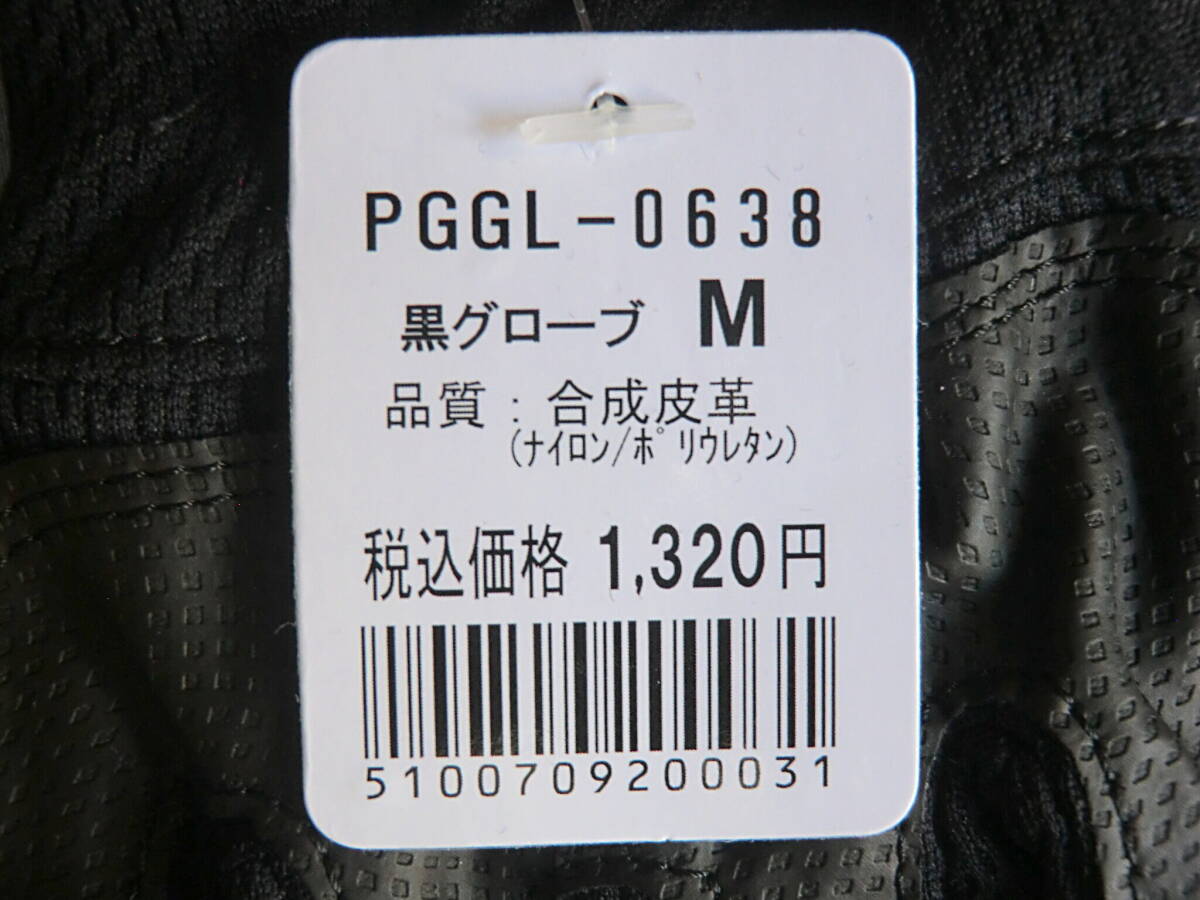 PGGL-0638
黒グローブ M
品質：合成皮革
(ﾅｲﾛﾝ/ﾎﾟﾘｳﾚﾀﾝ)
税込価格 1,320円
5100709200031